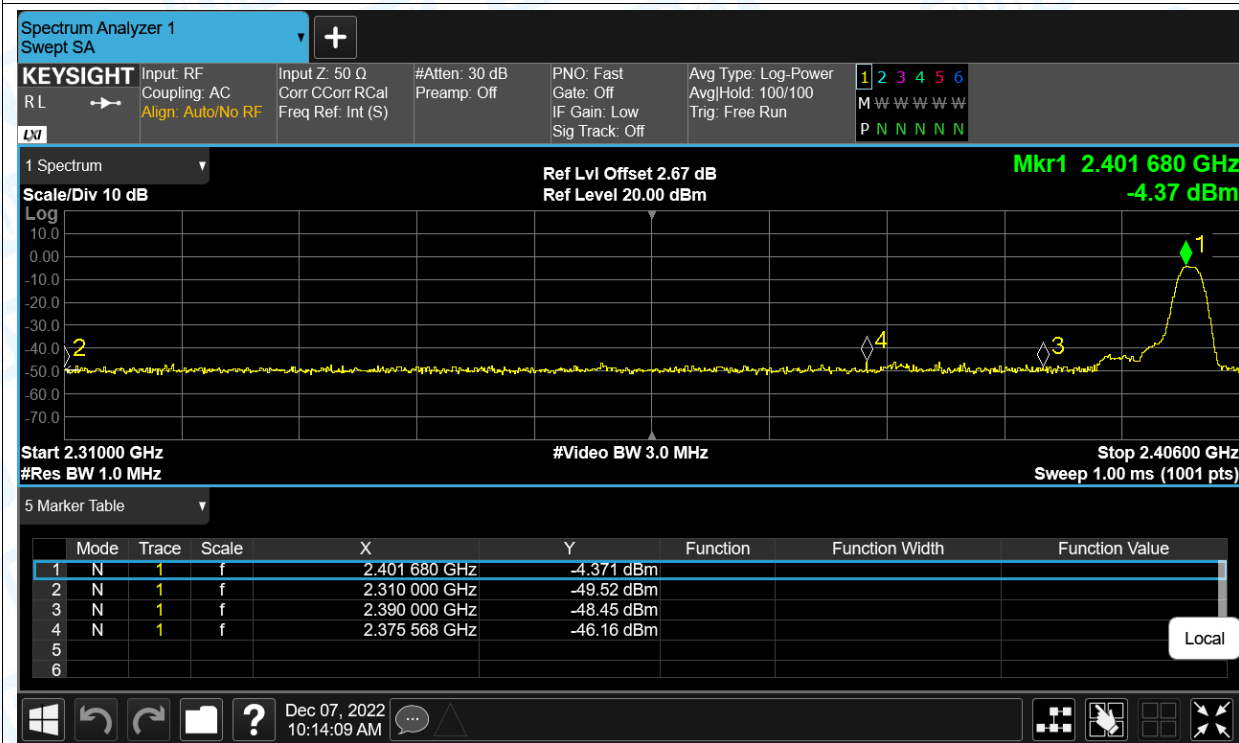 Spectrum Analyzer 1
Swept SA
KEYSIGHT Input: RF Input Z: 50 Ω #Atten: 30 dB PNO: Fast Avg Type: Log-Power 1 2 3 4 5 6
R L Coupling: AC Corr CCorr RCal Preamp: Off Gate: Off Avg|Hold: 100/100 M W W W W W
Align: Auto/No RF Freq Ref: Int (S) IF Gain: Low Trig: Free Run
LXI Sig Track: Off P N N N N N
1 Spectrum Ref Lvl Offset 2.67 dB Mkr1 2.401 680 GHz
Scale/Div 10 dB Ref Level 20.00 dBm -4.37 dBm
Log
10.0
1
0.00
-10.0
-20.0
-30.0
-40.0 2 4 3
-50.0
-60.0
-70.0
Start 2.31000 GHz #Video BW 3.0 MHz Stop 2.40600 GHz
#Res BW 1.0 MHz Sweep 1.00 ms (1001 pts)
5 Marker Table
Mode Trace Scale X Y Function Function Width Function Value
1 N 1 f 2.401 680 GHz -4.371 dBm
2 N 1 f 2.310 000 GHz -49.52 dBm
3 N 1 f 2.390 000 GHz -48.45 dBm
4 N 1 f 2.375 568 GHz -46.16 dBm
5
6
Local
? Dec 07, 2022
10:14:09 AM